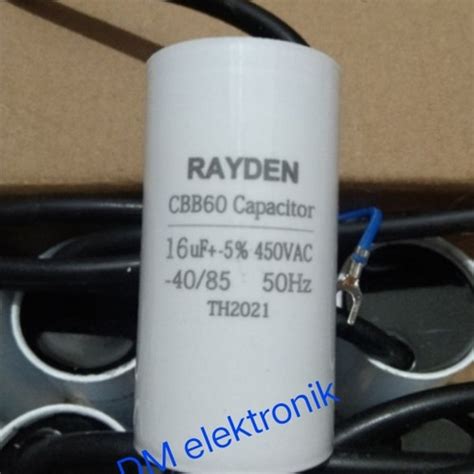 RAYDEN
CBB60 Capacitor
16uF+-5% 450VAC
-40/85 50Hz
TH2021
DM elektronik